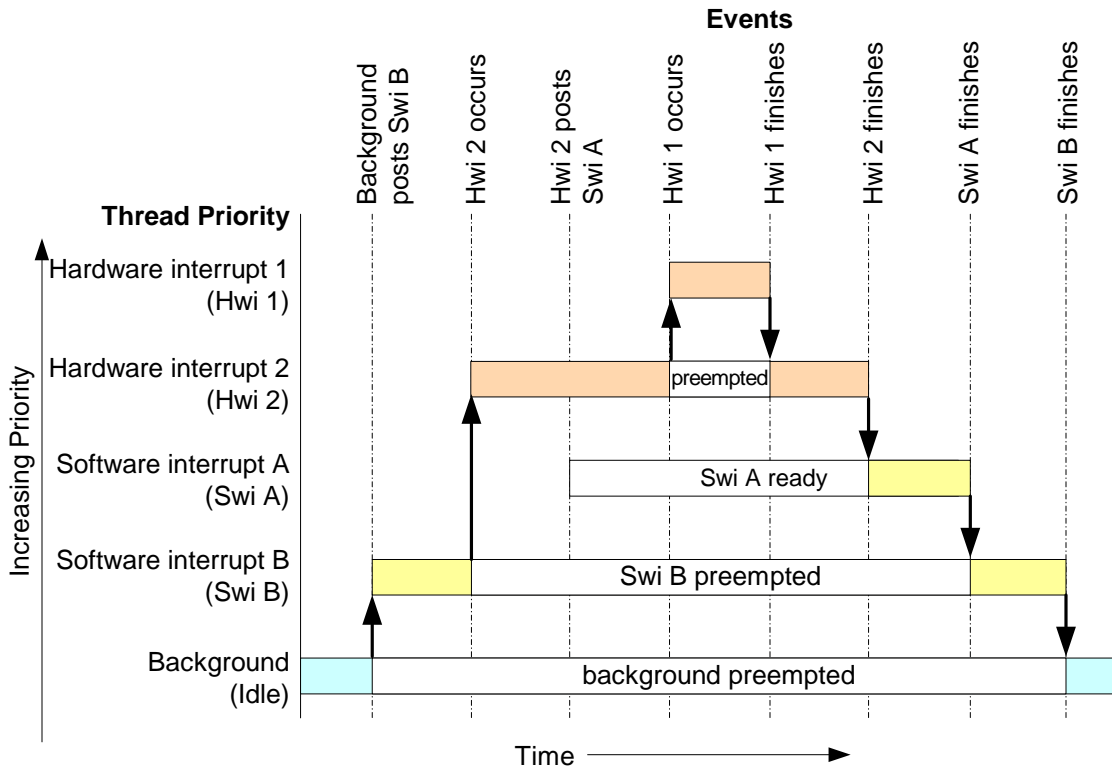 Events
Background
posts Swi B
Hwi 2 occurs
Hwi 2 posts
Swi A
Hwi 1 occurs
Hwi 1 finishes
Hwi 2 finishes
Swi A finishes
Swi B finishes
Thread Priority
Increasing Priority
Hardware interrupt 1
(Hwi 1)
Hardware interrupt 2
(Hwi 2)
preempted
Software interrupt A
(Swi A)
Swi A ready
Software interrupt B
(Swi B)
Swi B preempted
Background
(Idle)
background preempted
Time